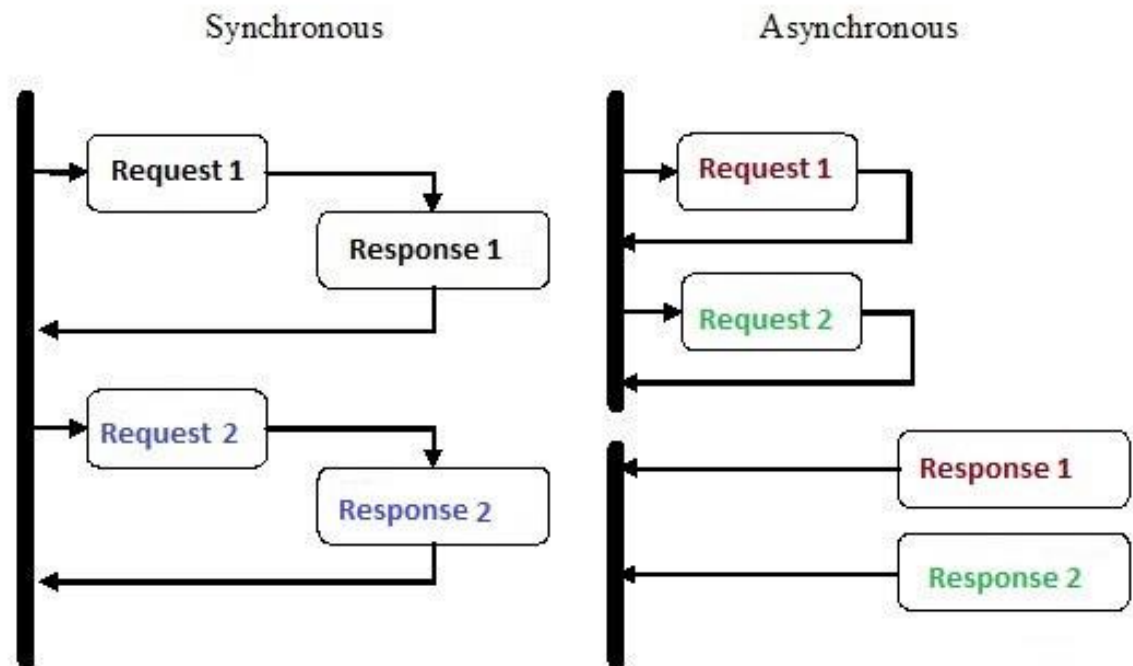 Synchronous
Request 1
Response 1
Request 2
Response 2
Asynchronous
Request 1
Request 2
Response 1
Response 2